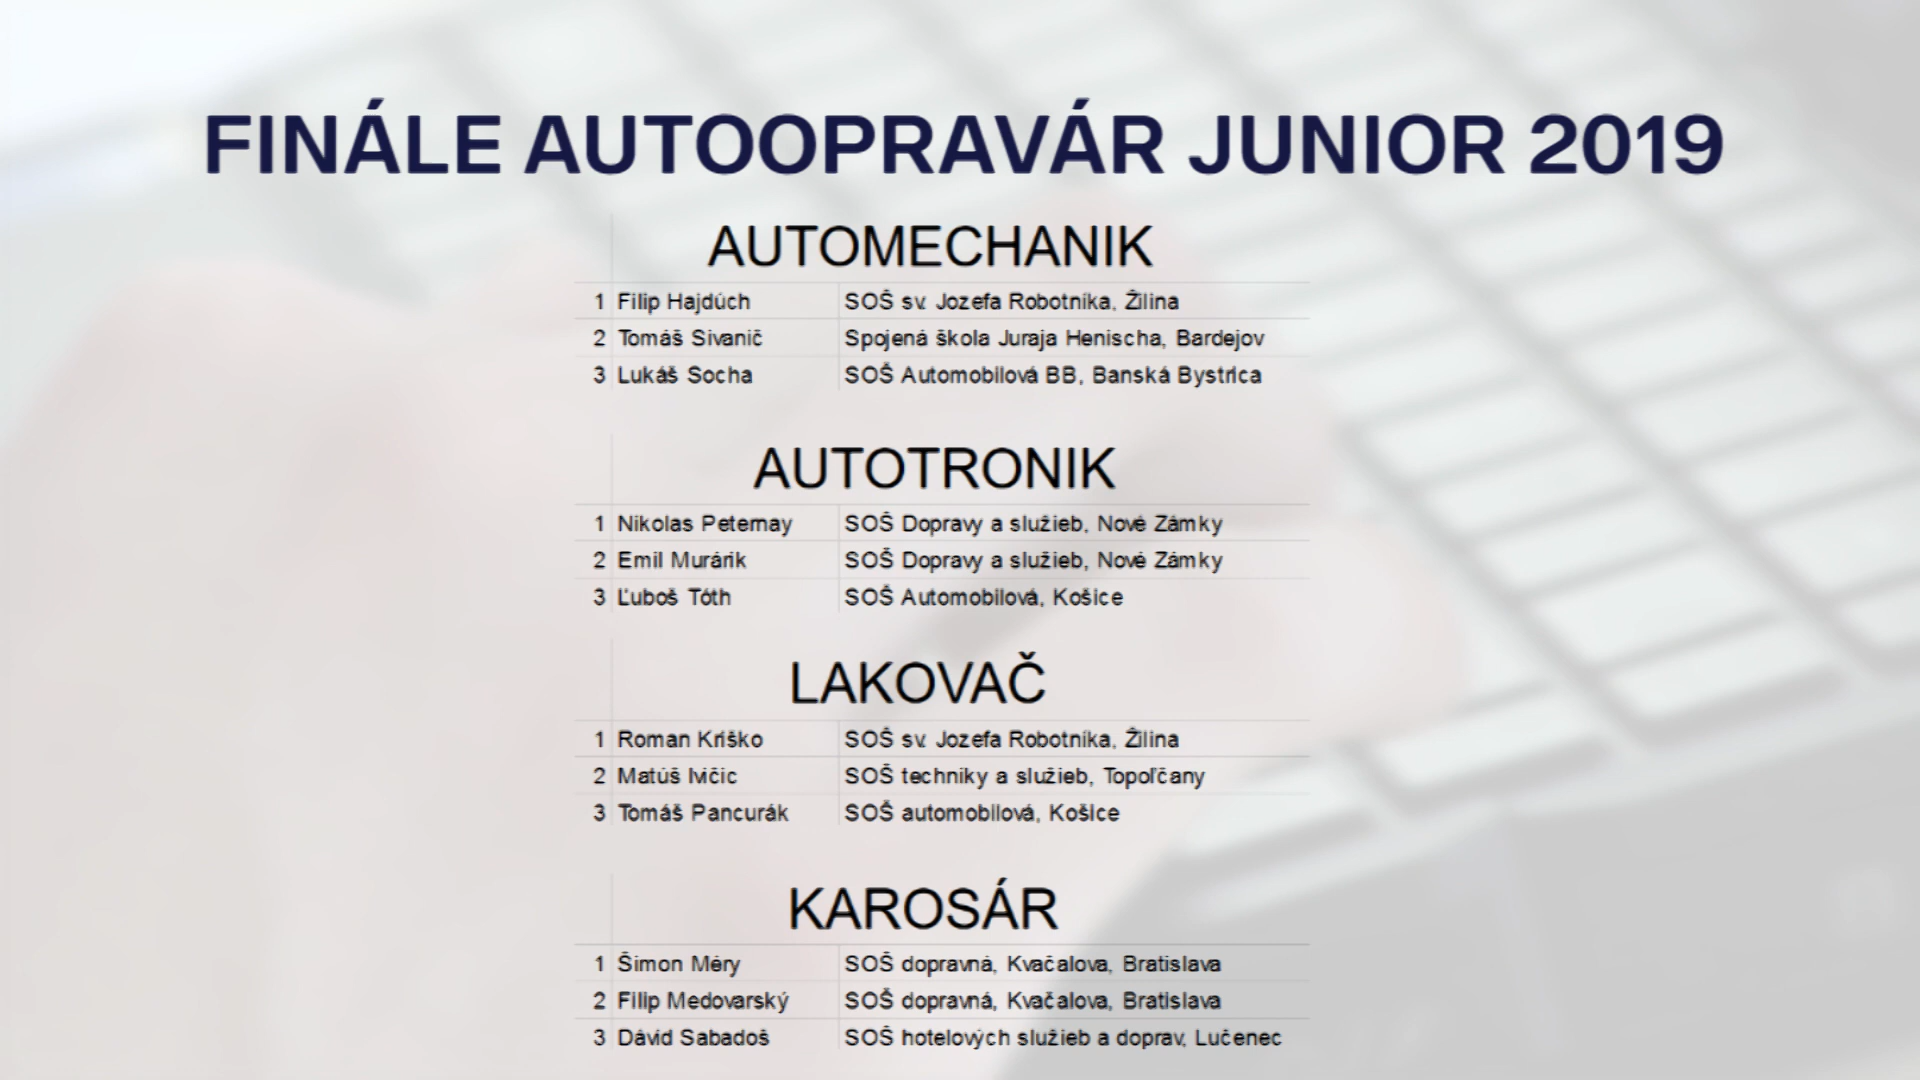 FINÁLE AUTOOPRAVÁR JUNIOR 2019
AUTOMECHANIK
1 Filip Hajdúch SOŠ sv. Jozefa Robotníka, Žilina
2 Tomáš Sivanič Spojená škola Juraja Henischa, Bardejov
3 Lukáš Socha SOŠ Automobilová BB, Banská Bystrica
AUTOTRONIK
1 Nikolas Peternay SOŠ Dopravy a služieb, Nové Zámky
2 Emil Murárik SOŠ Dopravy a služieb, Nové Zámky
3 Ľuboš Tóth SOŠ Automobilová, Košice
LAKOVAČ
1 Roman Kriško SOŠ sv. Jozefa Robotníka, Žilina
2 Matúš Ivičic SOŠ techniky a služieb, Topoľčany
3 Tomáš Pancurák SOŠ automobilová, Košice
KAROSÁR
1 Šimon Méry SOŠ dopravná, Kvačalova, Bratislava
2 Filip Medovarský SOŠ dopravná, Kvačalova, Bratislava
3 Dávid Sabadoš SOŠ hotelových služieb a doprav, Lučenec